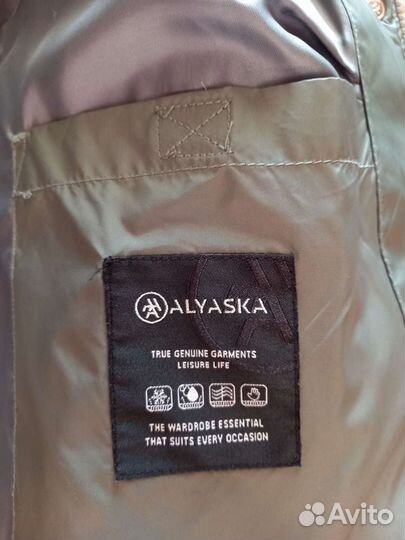 ALYASKA
TRUE GENUINE GARMENTS
LEISURE LIFE
THE WARDROBE ESSENTIAL
THAT SUITS EVERY OCCASION
Avito